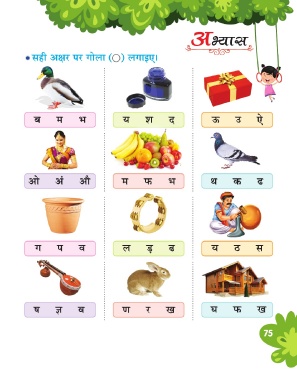 अभ्यास
• सही अक्षर पर गोला (○) लगाइए।
ब म भ
य श द
ऊ उ ऐ
ओ अं औ
म फ भ
थ क ढ
ग प व
ल ड़ ढ
य ठ स
ष ज्ञ व
ण र ख
घ फ ख
75